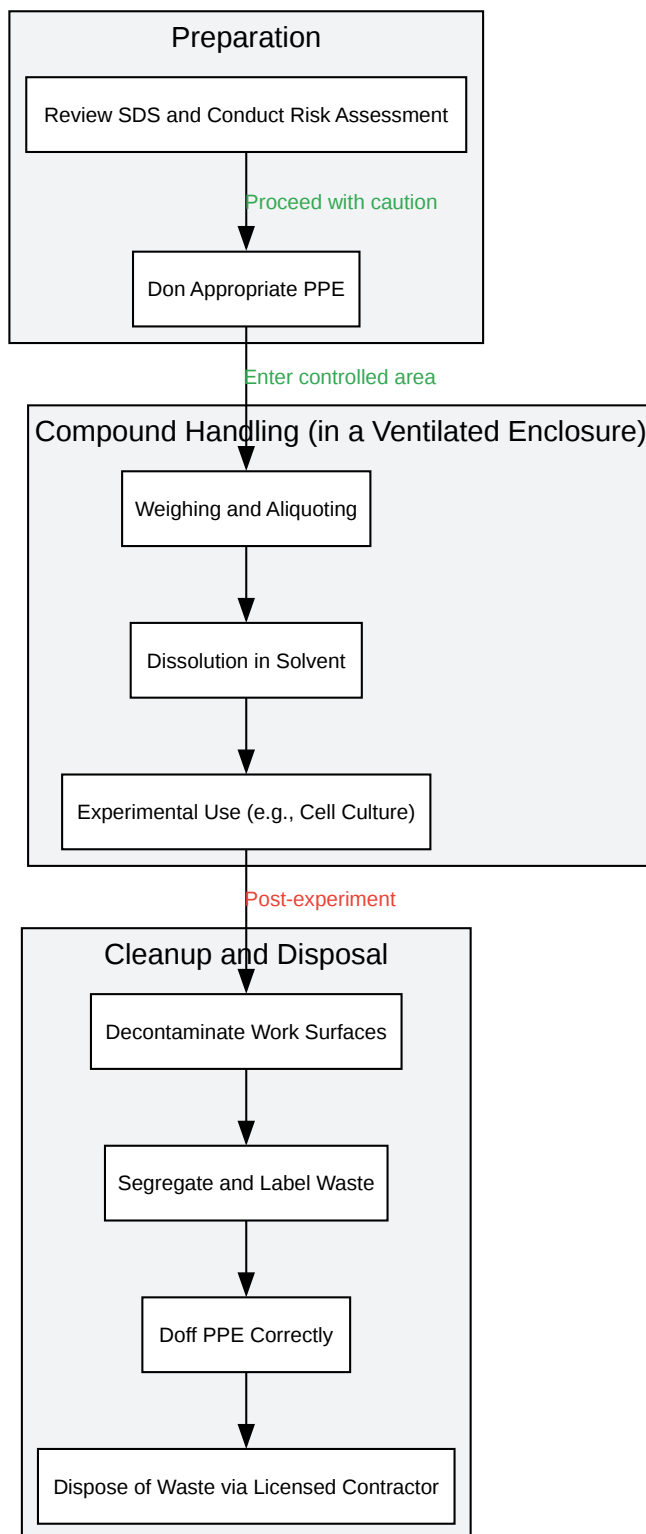 Preparation
Review SDS and Conduct Risk Assessment
Proceed with caution
Don Appropriate PPE
Enter controlled area
Compound Handling (in a Ventilated Enclosure)
Weighing and Aliquoting
Dissolution in Solvent
Experimental Use (e.g., Cell Culture)
Post-experiment
Cleanup and Disposal
Decontaminate Work Surfaces
Segregate and Label Waste
Doff PPE Correctly
Dispose of Waste via Licensed Contractor